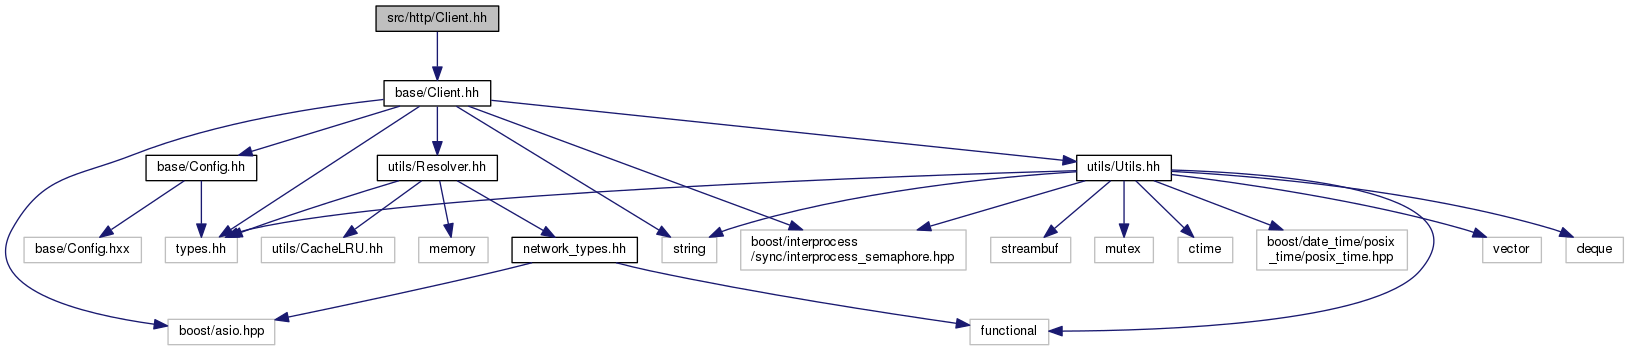 src/http/Client.hh
base/Client.hh
base/Config.hh
utils/Resolver.hh
utils/Utils.hh
base/Config.hxx
types.hh
utils/CacheLRU.hh
memory
network_types.hh
string
boost/interprocess
/sync/interprocess_semaphore.hpp
streambuf
mutex
ctime
boost/date_time/posix
_time/posix_time.hpp
vector
deque
boost/asio.hpp
functional